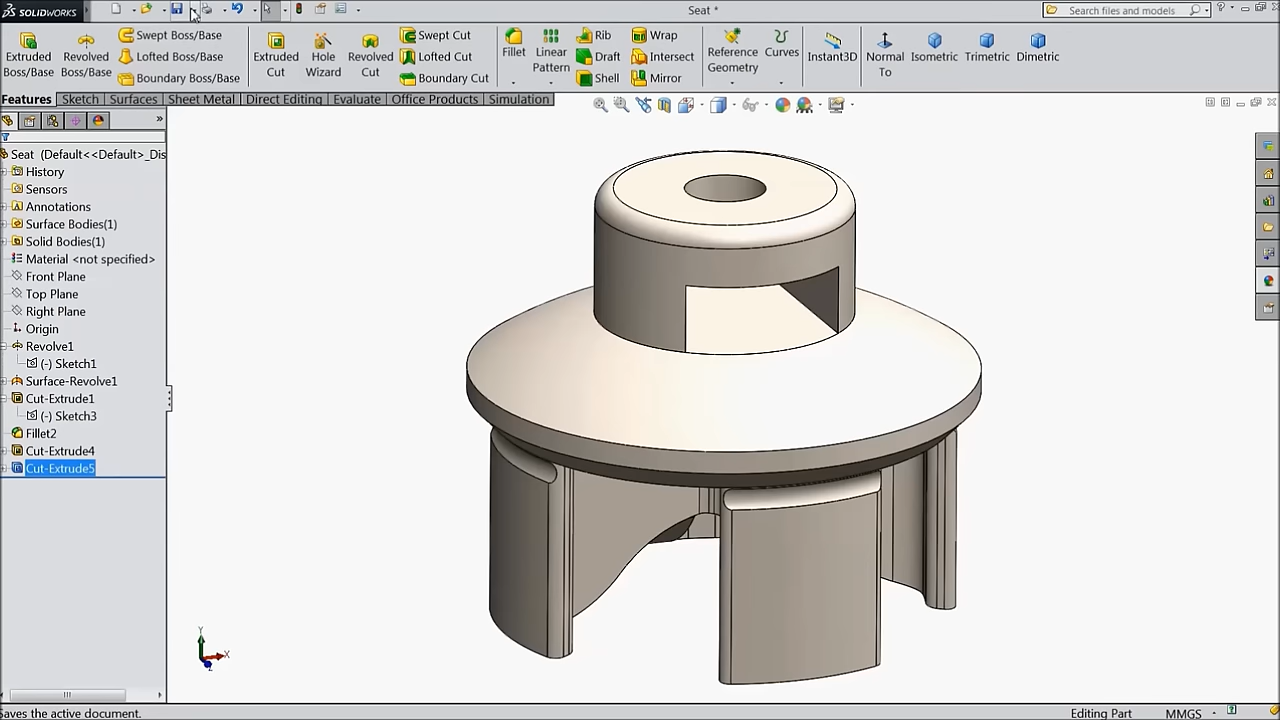 SOLIDWORKS
Seat *
Search files and models
Extruded Boss/Base
Revolved Boss/Base
Swept Boss/Base
Lofted Boss/Base
Boundary Boss/Base
Extruded Cut
Hole Wizard
Revolved Cut
Swept Cut
Lofted Cut
Boundary Cut
Fillet
Linear Pattern
Rib
Draft
Shell
Wrap
Intersect
Mirror
Reference Geometry
Curves
Instant3D
Normal To
Isometric
Trimetric
Dimetric
Features
Sketch
Surfaces
Sheet Metal
Direct Editing
Evaluate
Office Products
Simulation
Seat (Default<<Default>_Dis
History
Sensors
Annotations
Surface Bodies(1)
Solid Bodies(1)
Material <not specified>
Front Plane
Top Plane
Right Plane
Origin
Revolve1
(-) Sketch1
Surface-Revolve1
Cut-Extrude1
(-) Sketch3
Fillet2
Cut-Extrude4
Cut-Extrude5
Y
X
Z
Saves the active document.
Editing Part
MMGS